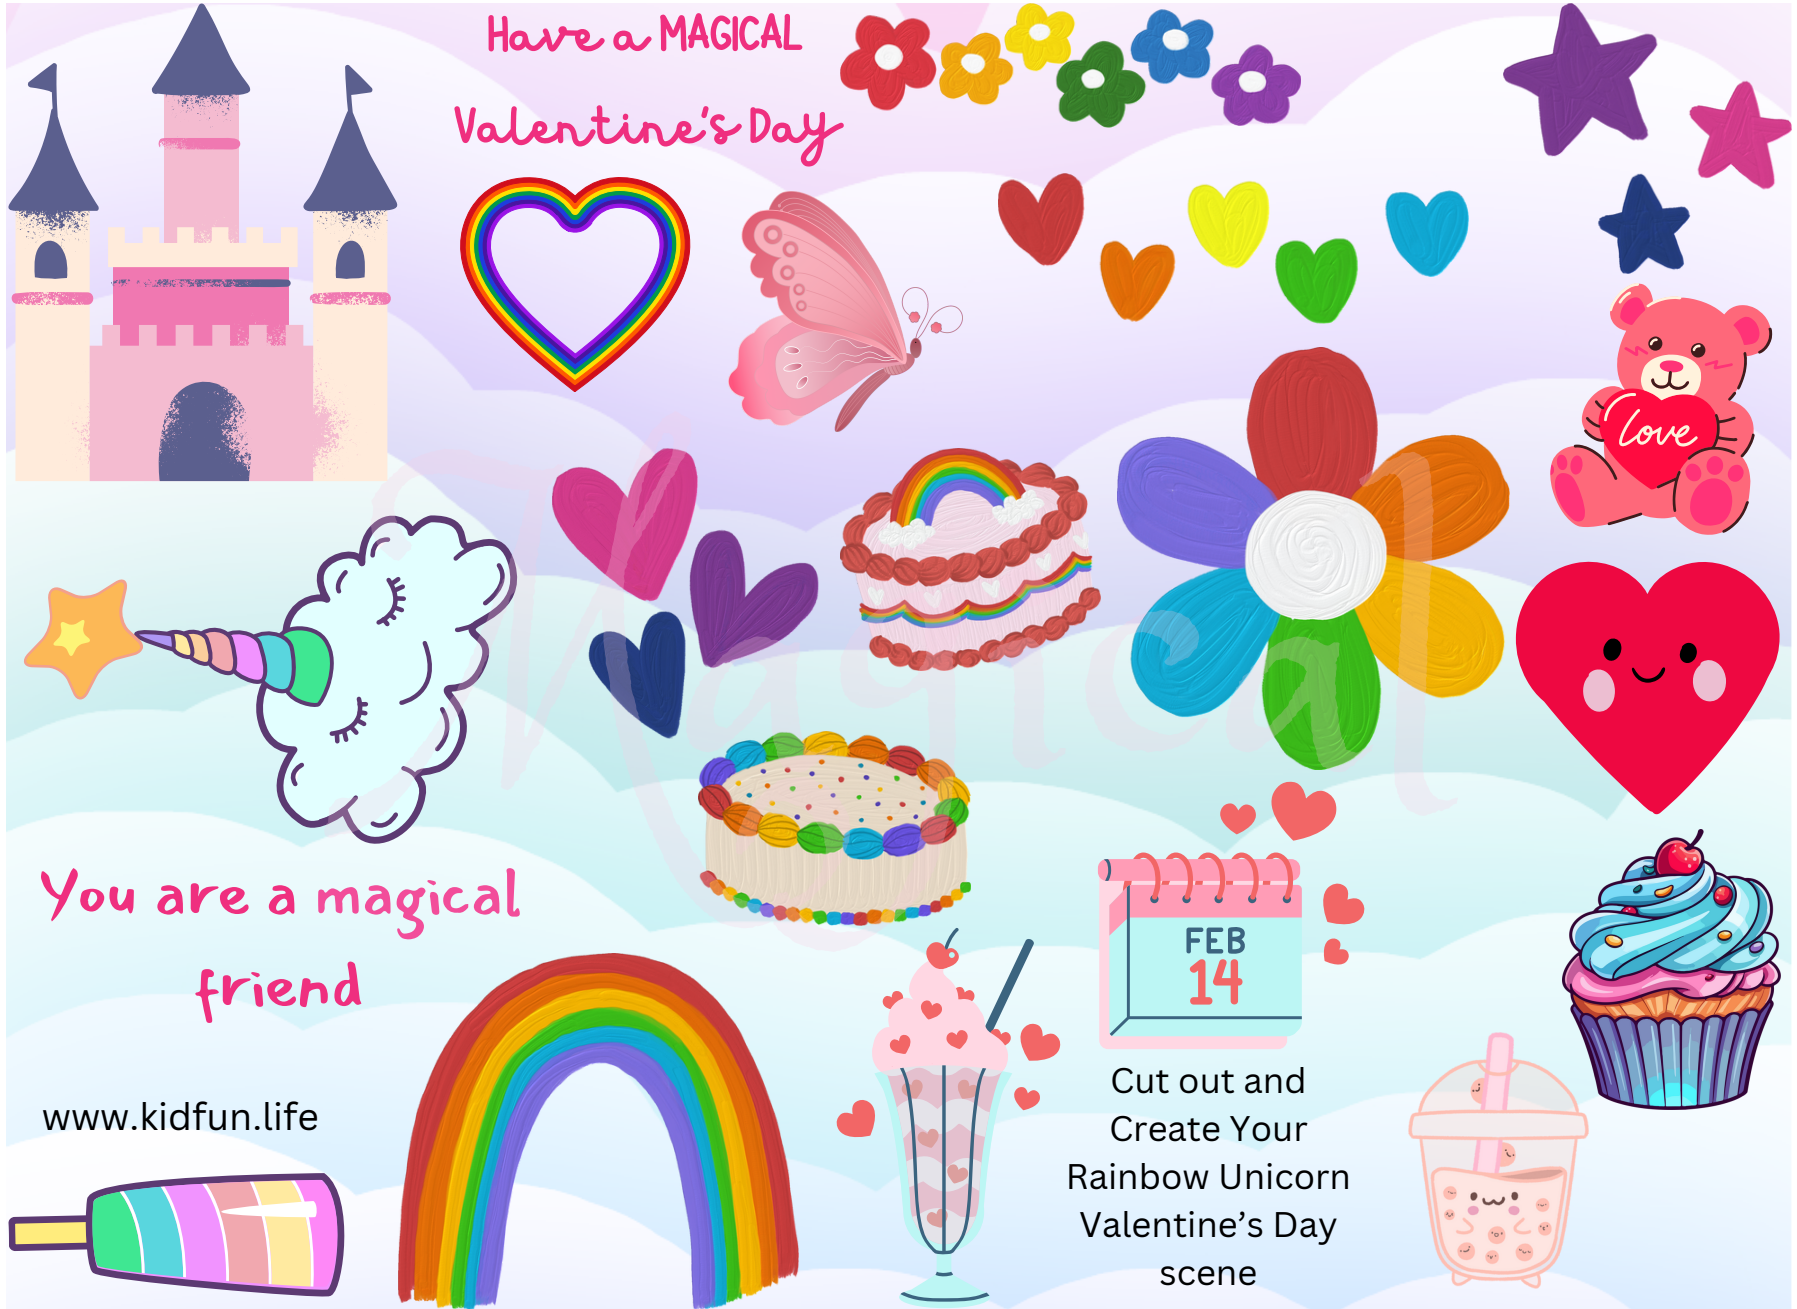 Have a MAGICAL
Valentine's Day
love
Magical
You are a magical
friend
FEB
14
www.kidfun.life
Cut out and
Create Your
Rainbow Unicorn
Valentine's Day
scene